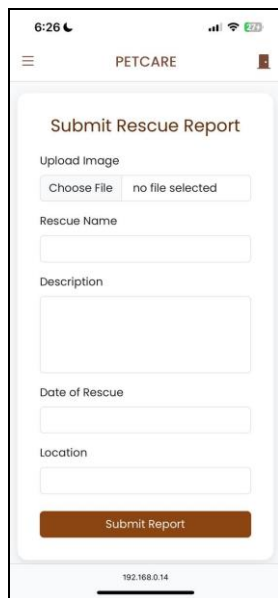 6:26
27
PETCARE
Submit Rescue Report
Upload Image
Choose File no file selected
Rescue Name
Description
Date of Rescue
Location
Submit Report
192.168.0.14